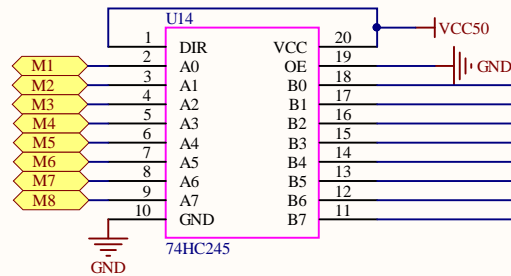 U14
1 DIR VCC 20 VCC50
M1 2 A0 OE 19 GND
M2 3 A1 B0 18
M3 4 A2 B1 17
M4 5 A3 B2 16
M5 6 A4 B3 15
M6 7 A5 B4 14
M7 8 A6 B5 13
M8 9 A7 B6 12
10 GND B7 11
74HC245
GND